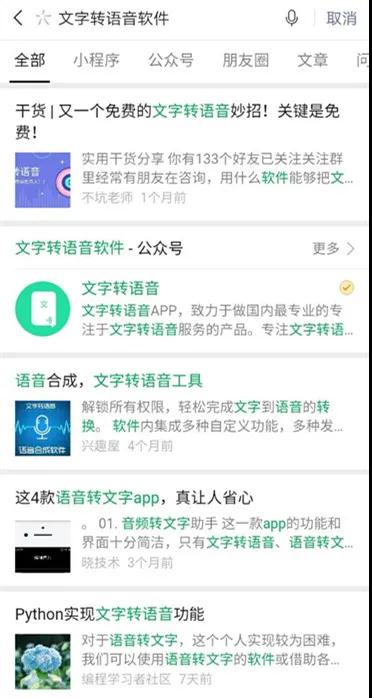 文字转语音软件
取消
全部 小程序 公众号 朋友圈 文章
干货 | 又一个免费的文字转语音妙招！关键是免
费！
转语音
实用干货分享 你有133个好友已关注关注群
里经常有朋友在咨询，用什么软件能够把文...
不坑老师 1个月前
文字转语音软件 - 公众号
更多
文字转语音
文
文字转语音APP，致力于做国内最专业的专
注于文字转语音服务的产品。专注文字转语...
语音合成，文字转语音工具
文字转语音
语音合成软件
解锁所有权限，轻松完成文字到语音的转
换。 软件内集成多种自定义功能，多种发...
兴趣屋 4个月前
这4款语音转文字app，真让人省心
。 01. 音频转文字助手 这一款app的功能和
界面十分简洁，只有文字转语音、语音转文...
晓技术 3个月前
Python实现文字转语音功能
对于语音转文字，这个个人实现较为困难，
我们可以使用语音转文字的软件或借助各...
编程学习者社区 7天前